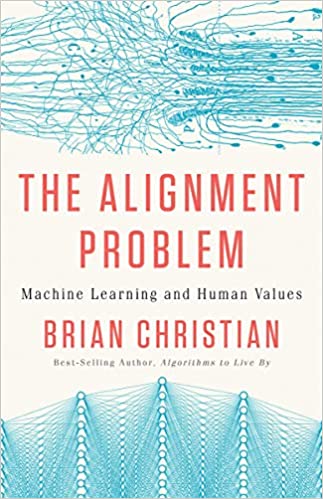 THE ALIGNMENT
PROBLEM
Machine Learning and Human Values
BRIAN CHRISTIAN
Best-Selling Author, Algorithms to Live By